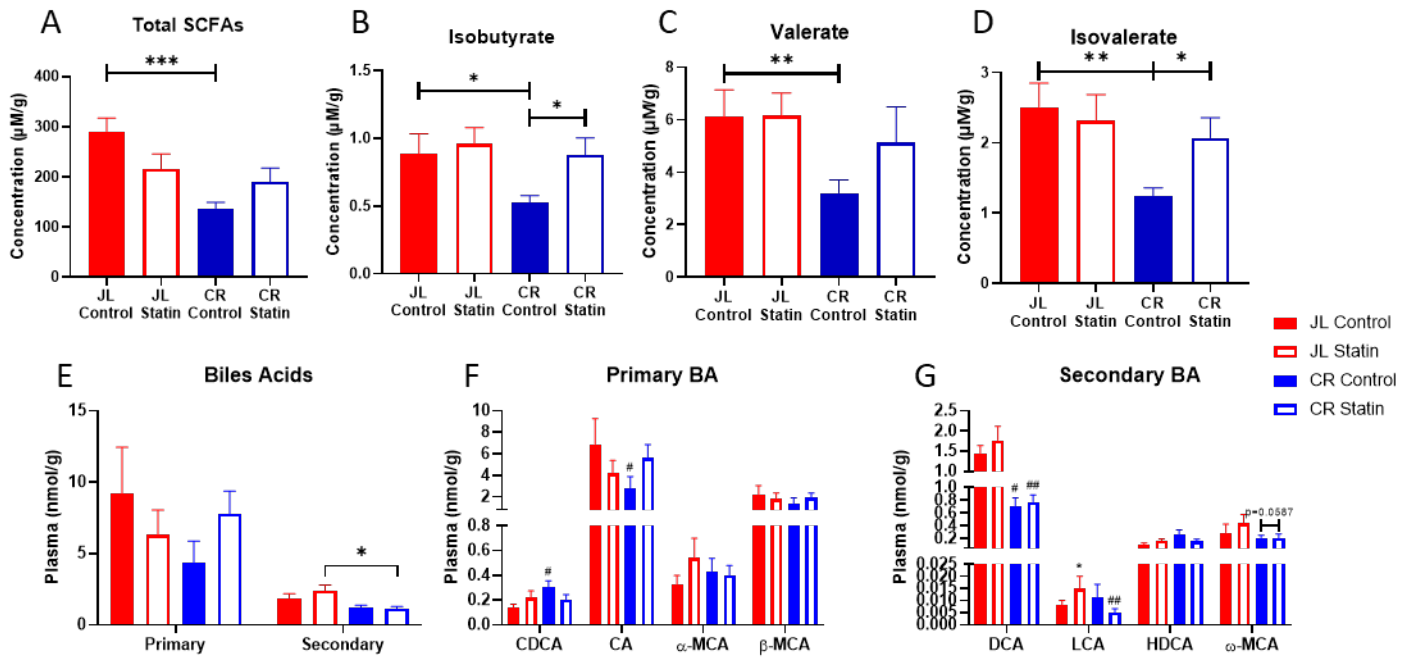 A
Total SCFAs
Concentration (µM/g)
400
300
200
100
0
***
JL
Control
JL
Statin
CR
Control
CR
Statin
B
Isobutyrate
Concentration (µM/g)
1.5
1.0
0.5
0.0
*
*
JL
Control
JL
Statin
CR
Control
CR
Statin
C
Valerate
Concentration (µM/g)
8
6
4
2
0
**
JL
Control
JL
Statin
CR
Control
CR
Statin
D
Isovalerate
Concentration (µM/g)
3
2
1
0
**
*
JL
Control
JL
Statin
CR
Control
CR
Statin
JL Control
JL Statin
CR Control
CR Statin
E
Biles Acids
Plasma (nmol/g)
15
10
5
0
*
Primary
Secondary
F
Primary BA
Plasma (nmol/g)
10
8
6
4
2
0.8
0.6
0.4
0.2
0.0
#
#
CDCA
CA
α-MCA
β-MCA
G
Secondary BA
Plasma (nmol/g)
2.5
2.0
1.5
1.0
0.5
0.8
0.6
0.4
0.2
0.025
0.020
0.015
0.010
0.005
0.000
#
##
*
##
p=0.0587
DCA
LCA
HDCA
ω-MCA